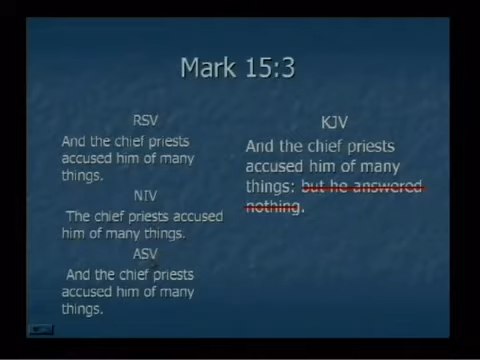 Mark 15:3
RSV
And the chief priests
accused him of many
things.
NIV
The chief priests accused
him of many things.
ASV
And the chief priests
accused him of many
things.
KJV
And the chief priests
accused him of many
things: but he answered
nothing.